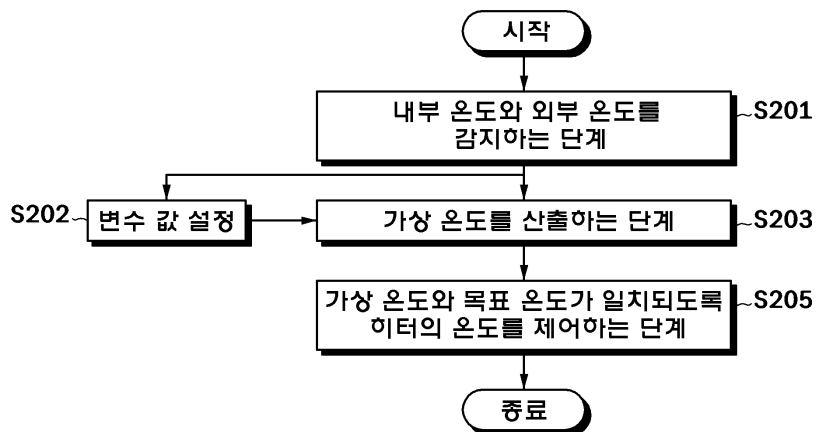 시작
내부 온도와 외부 온도를
감지하는 단계
S201
S202
변수 값 설정
가상 온도를 산출하는 단계
S203
가상 온도와 목표 온도가 일치되도록
히터의 온도를 제어하는 단계
S205
종료